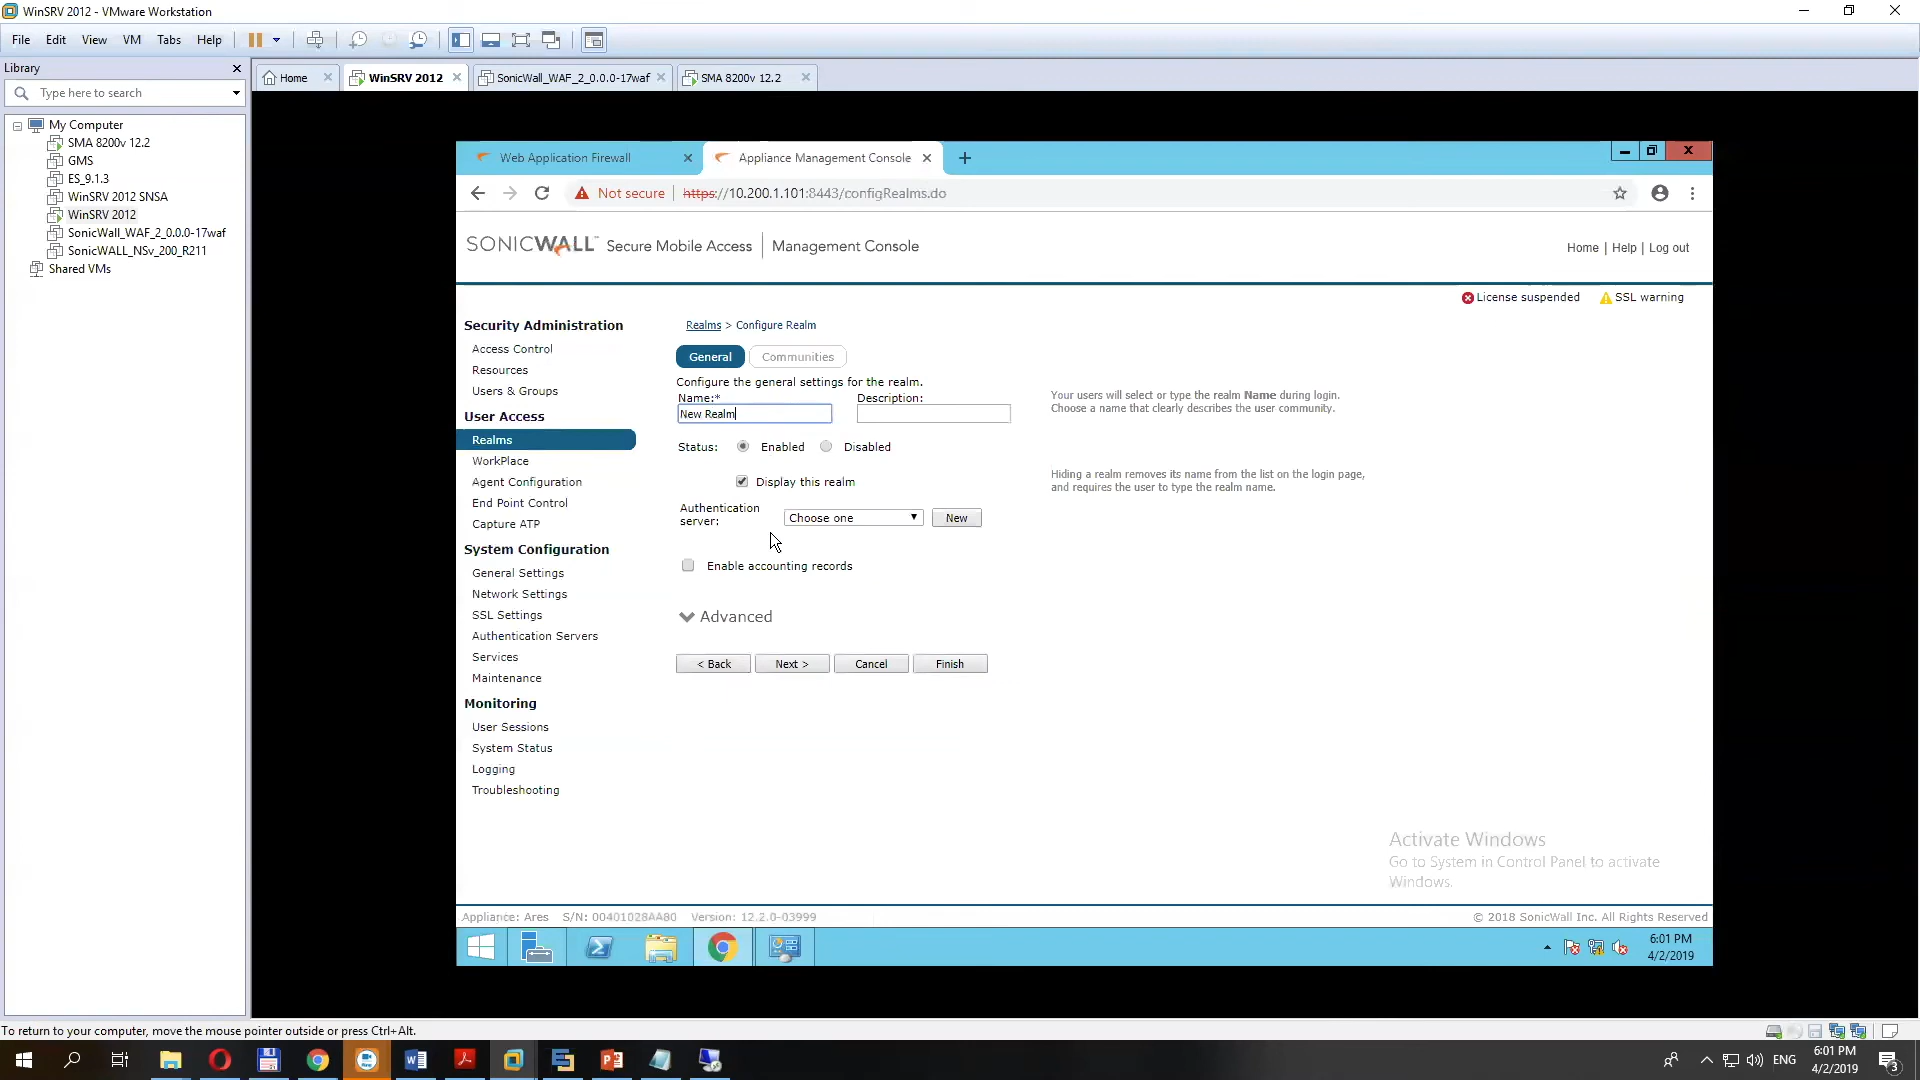 WinSRV 2012 - VMware Workstation
File Edit View VM Tabs Help
Library
Type here to search
My Computer
SMA 8200v 12.2
GMS
ES_9.1.3
WinSRV 2012 SNSA
WinSRV 2012
SonicWall_WAF_2_0.0.0-17waf
SonicWALL_NSv_200_R211
Shared VMs
Home WinSRV 2012 SonicWall_WAF_2_0.0.0-17waf SMA 8200v 12.2
Web Application Firewall Appliance Management Console
Not secure https://10.200.1.101:8443/configRealms.do
SONICWALL Secure Mobile Access Management Console
Home | Help | Log out
License suspended SSL warning
Security Administration
Access Control
Resources
Users & Groups
User Access
Realms
WorkPlace
Agent Configuration
End Point Control
Capture ATP
System Configuration
General Settings
Network Settings
SSL Settings
Authentication Servers
Services
Maintenance
Monitoring
User Sessions
System Status
Logging
Troubleshooting
Realms > Configure Realm
General Communities
Configure the general settings for the realm.
Name:* Description:
New Realm
Your users will select or type the realm Name during login.
Choose a name that clearly describes the user community.
Status: Enabled Disabled
Display this realm
Hiding a realm removes its name from the list on the login page,
and requires the user to type the realm name.
Authentication
server: Choose one New
Enable accounting records
Advanced
< Back Next > Cancel Finish
Activate Windows
Go to System in Control Panel to activate
Windows.
Appliance: Ares S/N: 00401028AA80 Version: 12.2.0-03999
© 2018 SonicWall Inc. All Rights Reserved
6:01 PM
4/2/2019
To return to your computer, move the mouse pointer outside or press Ctrl+Alt.
ENG
6:01 PM
4/2/2019
3